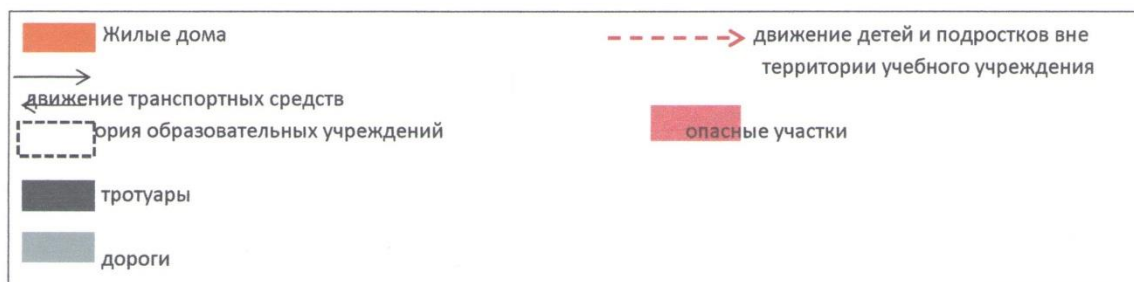 Жилые дома
движение транспортных средств
ория образовательных учреждений
тротуары
дороги
движение детей и подростков вне
территории учебного учреждения
опасные участки